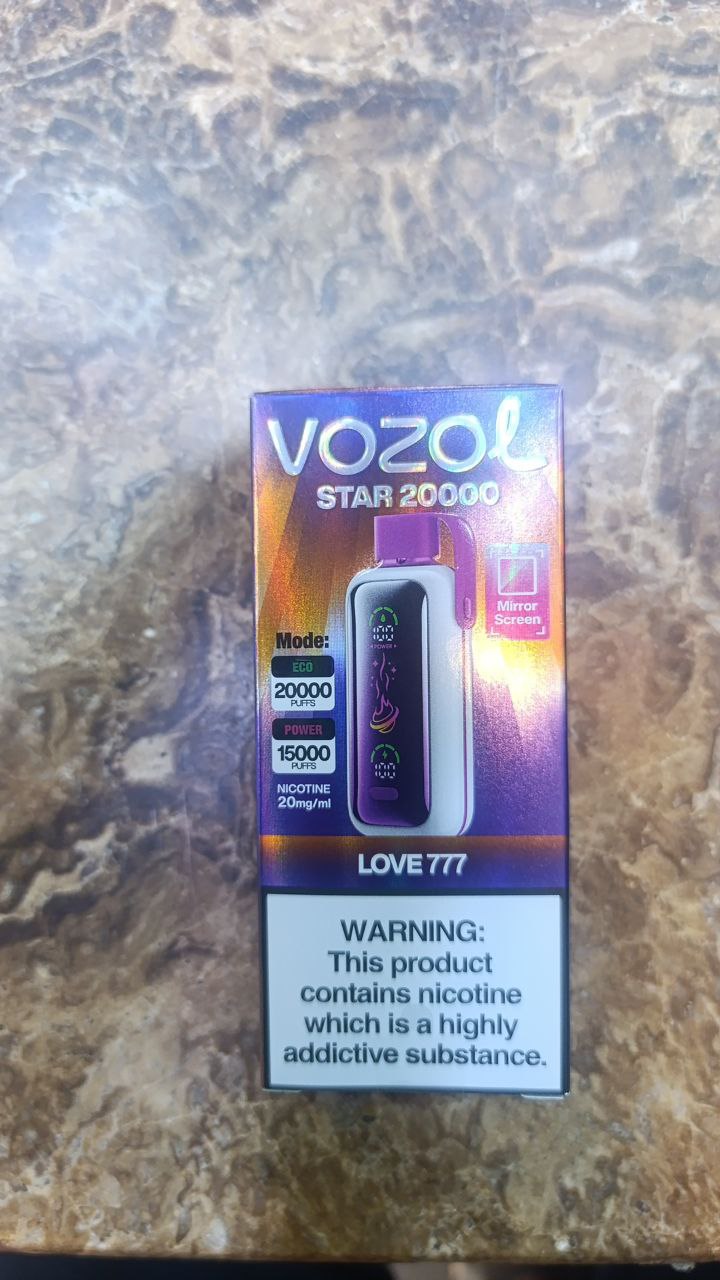 VOZOL
STAR 20000
Mirror
Screen
Mode:
ECO
20000
PUFFS
POWER
15000
PUFFS
NICOTINE
20mg/ml
POWER
LOVE 777
WARNING:
This product
contains nicotine
which is a highly
addictive substance.